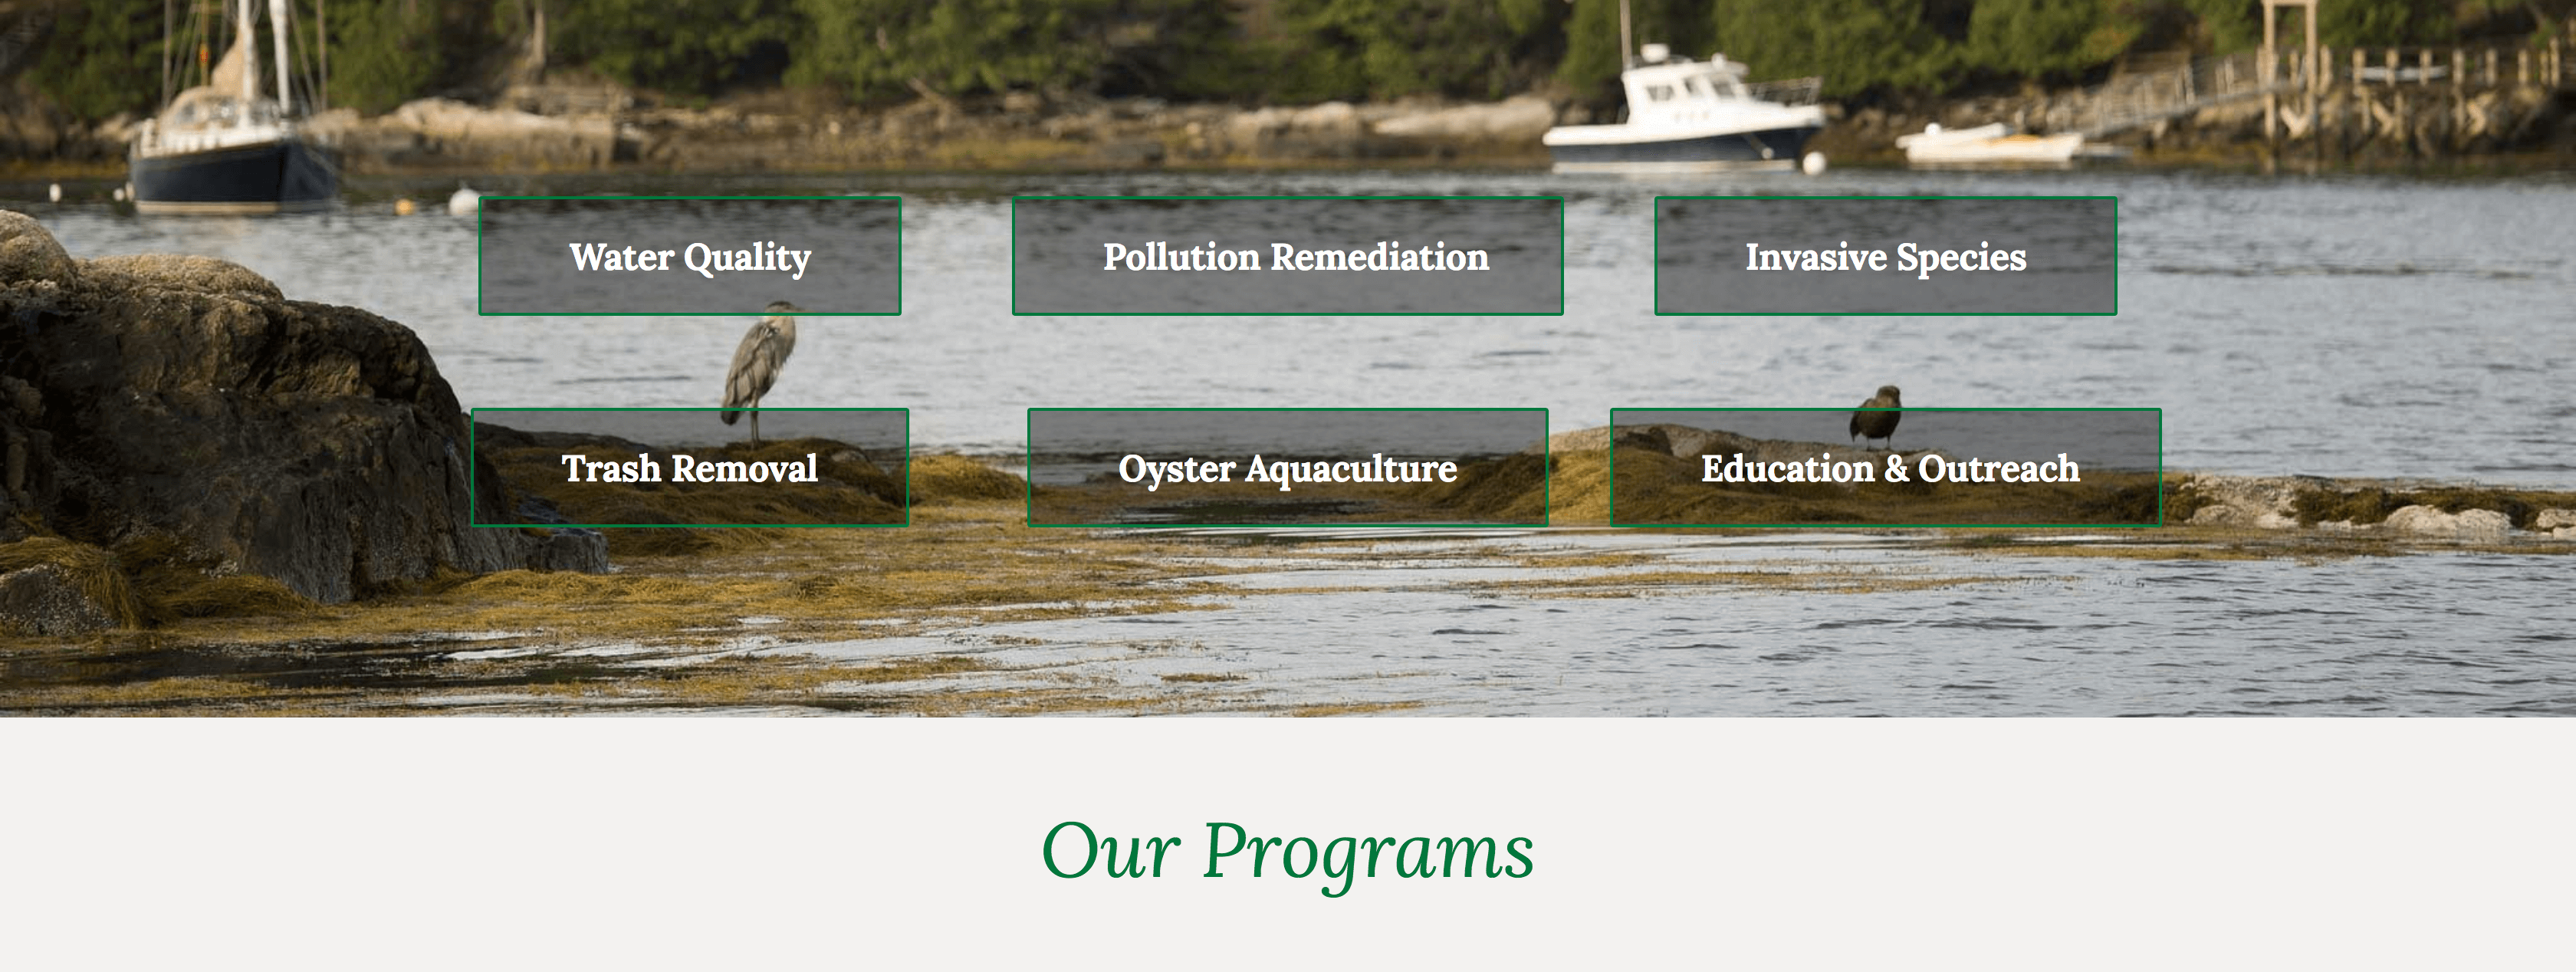 Water Quality
Pollution Remediation
Invasive Species
Trash Removal
Oyster Aquaculture
Education & Outreach
Our Programs